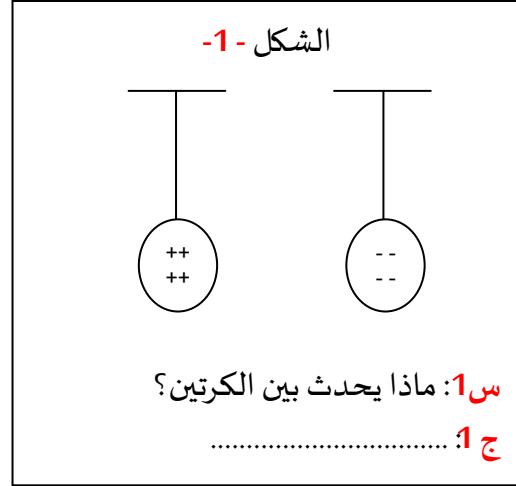 الشكل - 1-
++ - -
++ - -
س1: ماذا يحدث بين الكرتين؟
ج 1: .................................